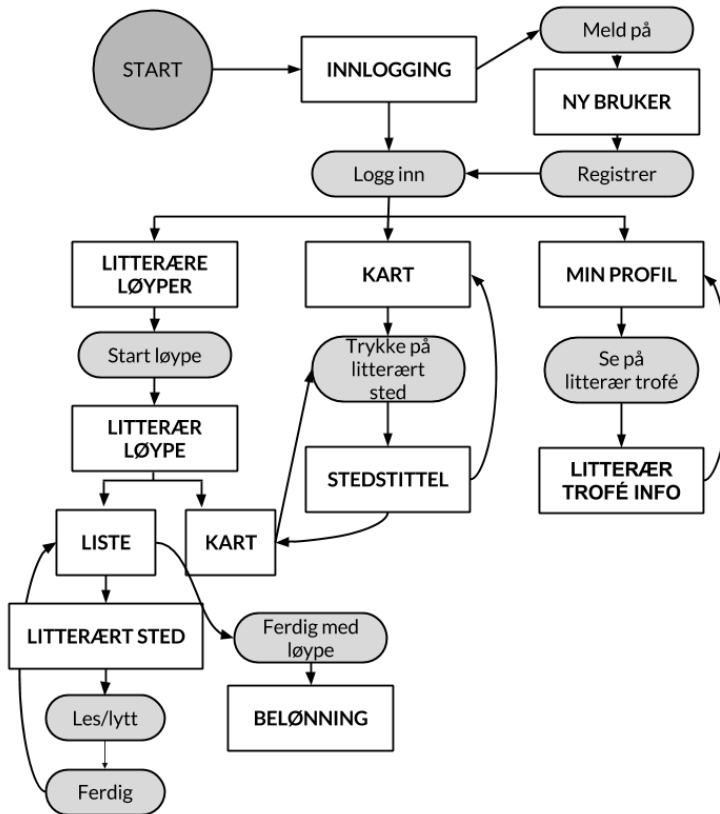 START
INNLOGGING
Meld på
NY BRUKER
Logg inn
Registrer
LITTERÆRE
LØYPER
KART
MIN PROFIL
Start løype
Trykke på
litterært
sted
Se på
litterær trofé
LITTERÆR
LØYPE
STEDSTITTEL
LITTERÆR
TROFÉ INFO
LISTE
KART
LITTERÆRT STED
Ferdig med
løype
Les/lytt
BELØNNING
Ferdig